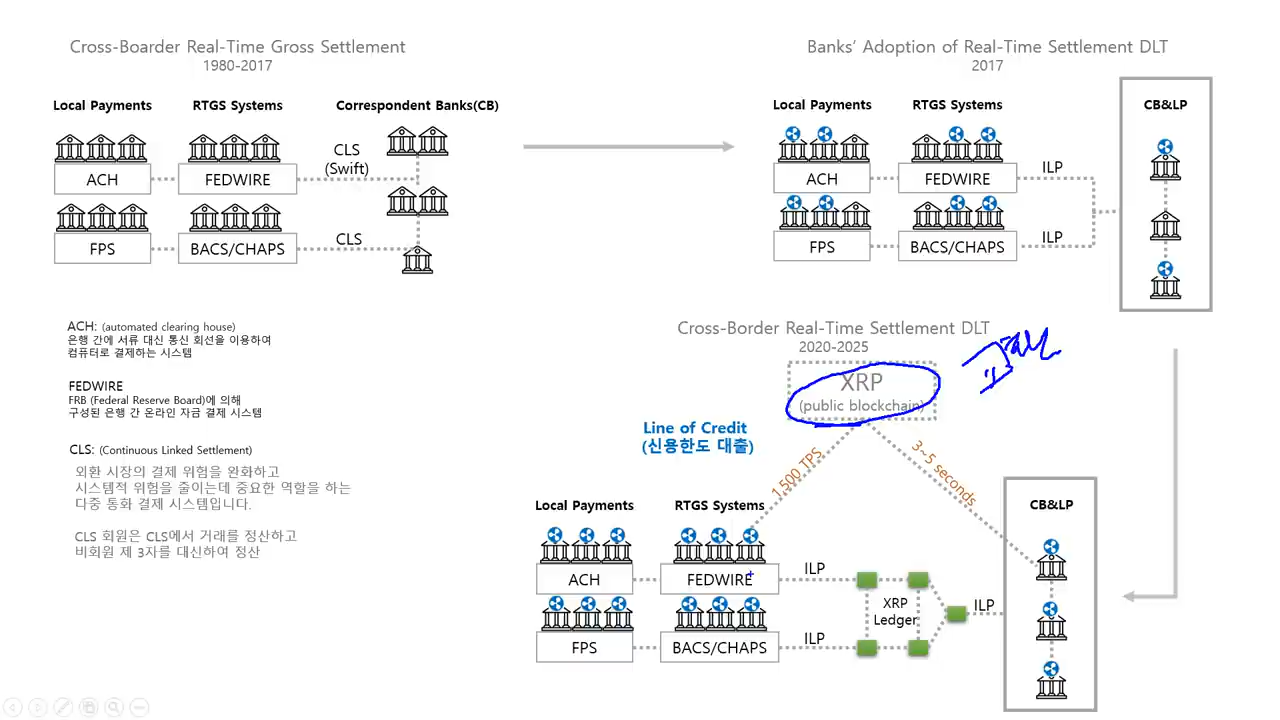 Cross-Boarder Real-Time Gross Settlement
1980-2017
Local Payments
RTGS Systems
Correspondent Banks(CB)
CLS
(Swift)
ACH
FEDWIRE
CLS
FPS
BACS/CHAPS
Banks' Adoption of Real-Time Settlement DLT
2017
Local Payments
RTGS Systems
CB&LP
ACH
FEDWIRE
ILP
FPS
BACS/CHAPS
ILP
ACH: (automated clearing house)
은행 간에 서류 대신 통신 회선을 이용하여
컴퓨터로 결제하는 시스템
FEDWIRE
FRB (Federal Reserve Board)에 의해
구성된 은행 간 온라인 자금 결제 시스템
CLS: (Continuous Linked Settlement)
외환 시장의 결제 위험을 완화하고
시스템적 위험을 줄이는데 중요한 역할을 하는
다중 통화 결제 시스템입니다.
CLS 회원은 CLS에서 거래를 정산하고
비회원 제 3자를 대신하여 정산
Cross-Border Real-Time Settlement DLT
2020-2025
XRP
(public blockchain)
Line of Credit
(신용한도 대출)
1,500 TPS
3~5 seconds
Local Payments
RTGS Systems
CB&LP
ACH
FEDWIRE
ILP
XRP
Ledger
ILP
FPS
BACS/CHAPS
ILP